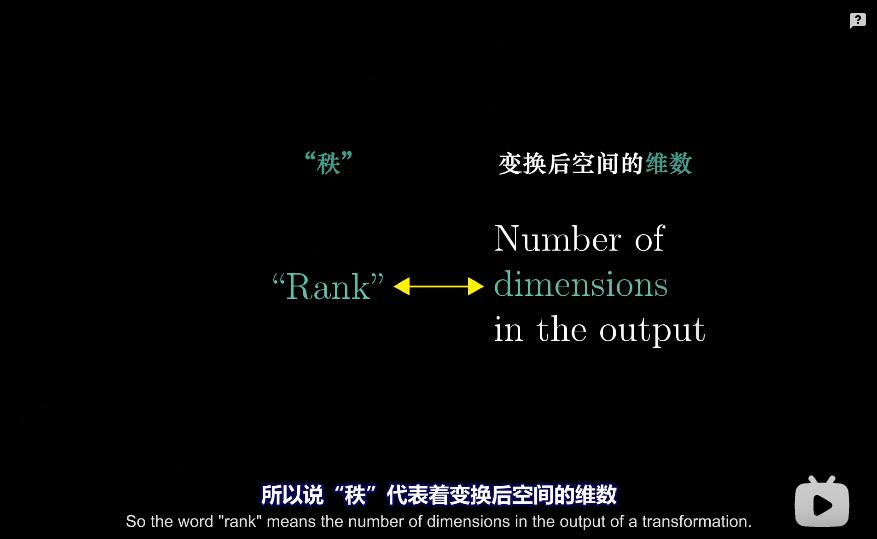 “秩”
变换后空间的维数
Number of
“Rank”
dimensions
in the output
所以说“秩”代表着变换后空间的维数
So the word "rank" means the number of dimensions in the output of a transformation.